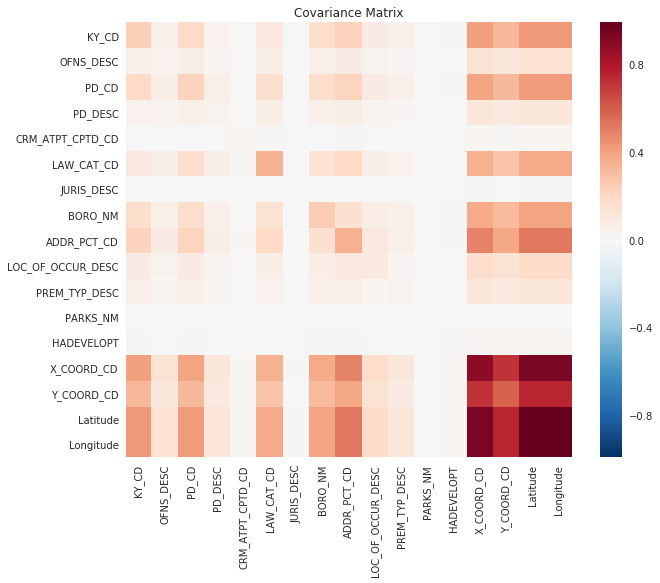 Covariance Matrix
KY_CD
OFNS_DESC
PD_CD
PD_DESC
CRM_ATPT_CPTD_CD
LAW_CAT_CD
JURIS_DESC
BORO_NM
ADDR_PCT_CD
LOC_OF_OCCUR_DESC
PREM_TYP_DESC
PARKS_NM
HADEVELOPT
X_COORD_CD
Y_COORD_CD
Latitude
Longitude
KY_CD
OFNS_DESC
PD_CD
PD_DESC
CRM_ATPT_CPTD_CD
LAW_CAT_CD
JURIS_DESC
BORO_NM
ADDR_PCT_CD
LOC_OF_OCCUR_DESC
PREM_TYP_DESC
PARKS_NM
HADEVELOPT
X_COORD_CD
Y_COORD_CD
Latitude
Longitude
0.8
0.4
0.0
−0.4
−0.8